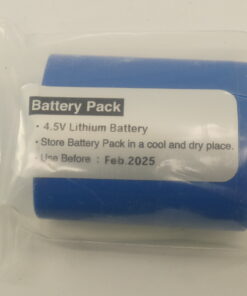 Battery Pack
• 4.5V Lithium Battery
• Store Battery Pack in a cool and dry place.
• Use Before : Feb.2025